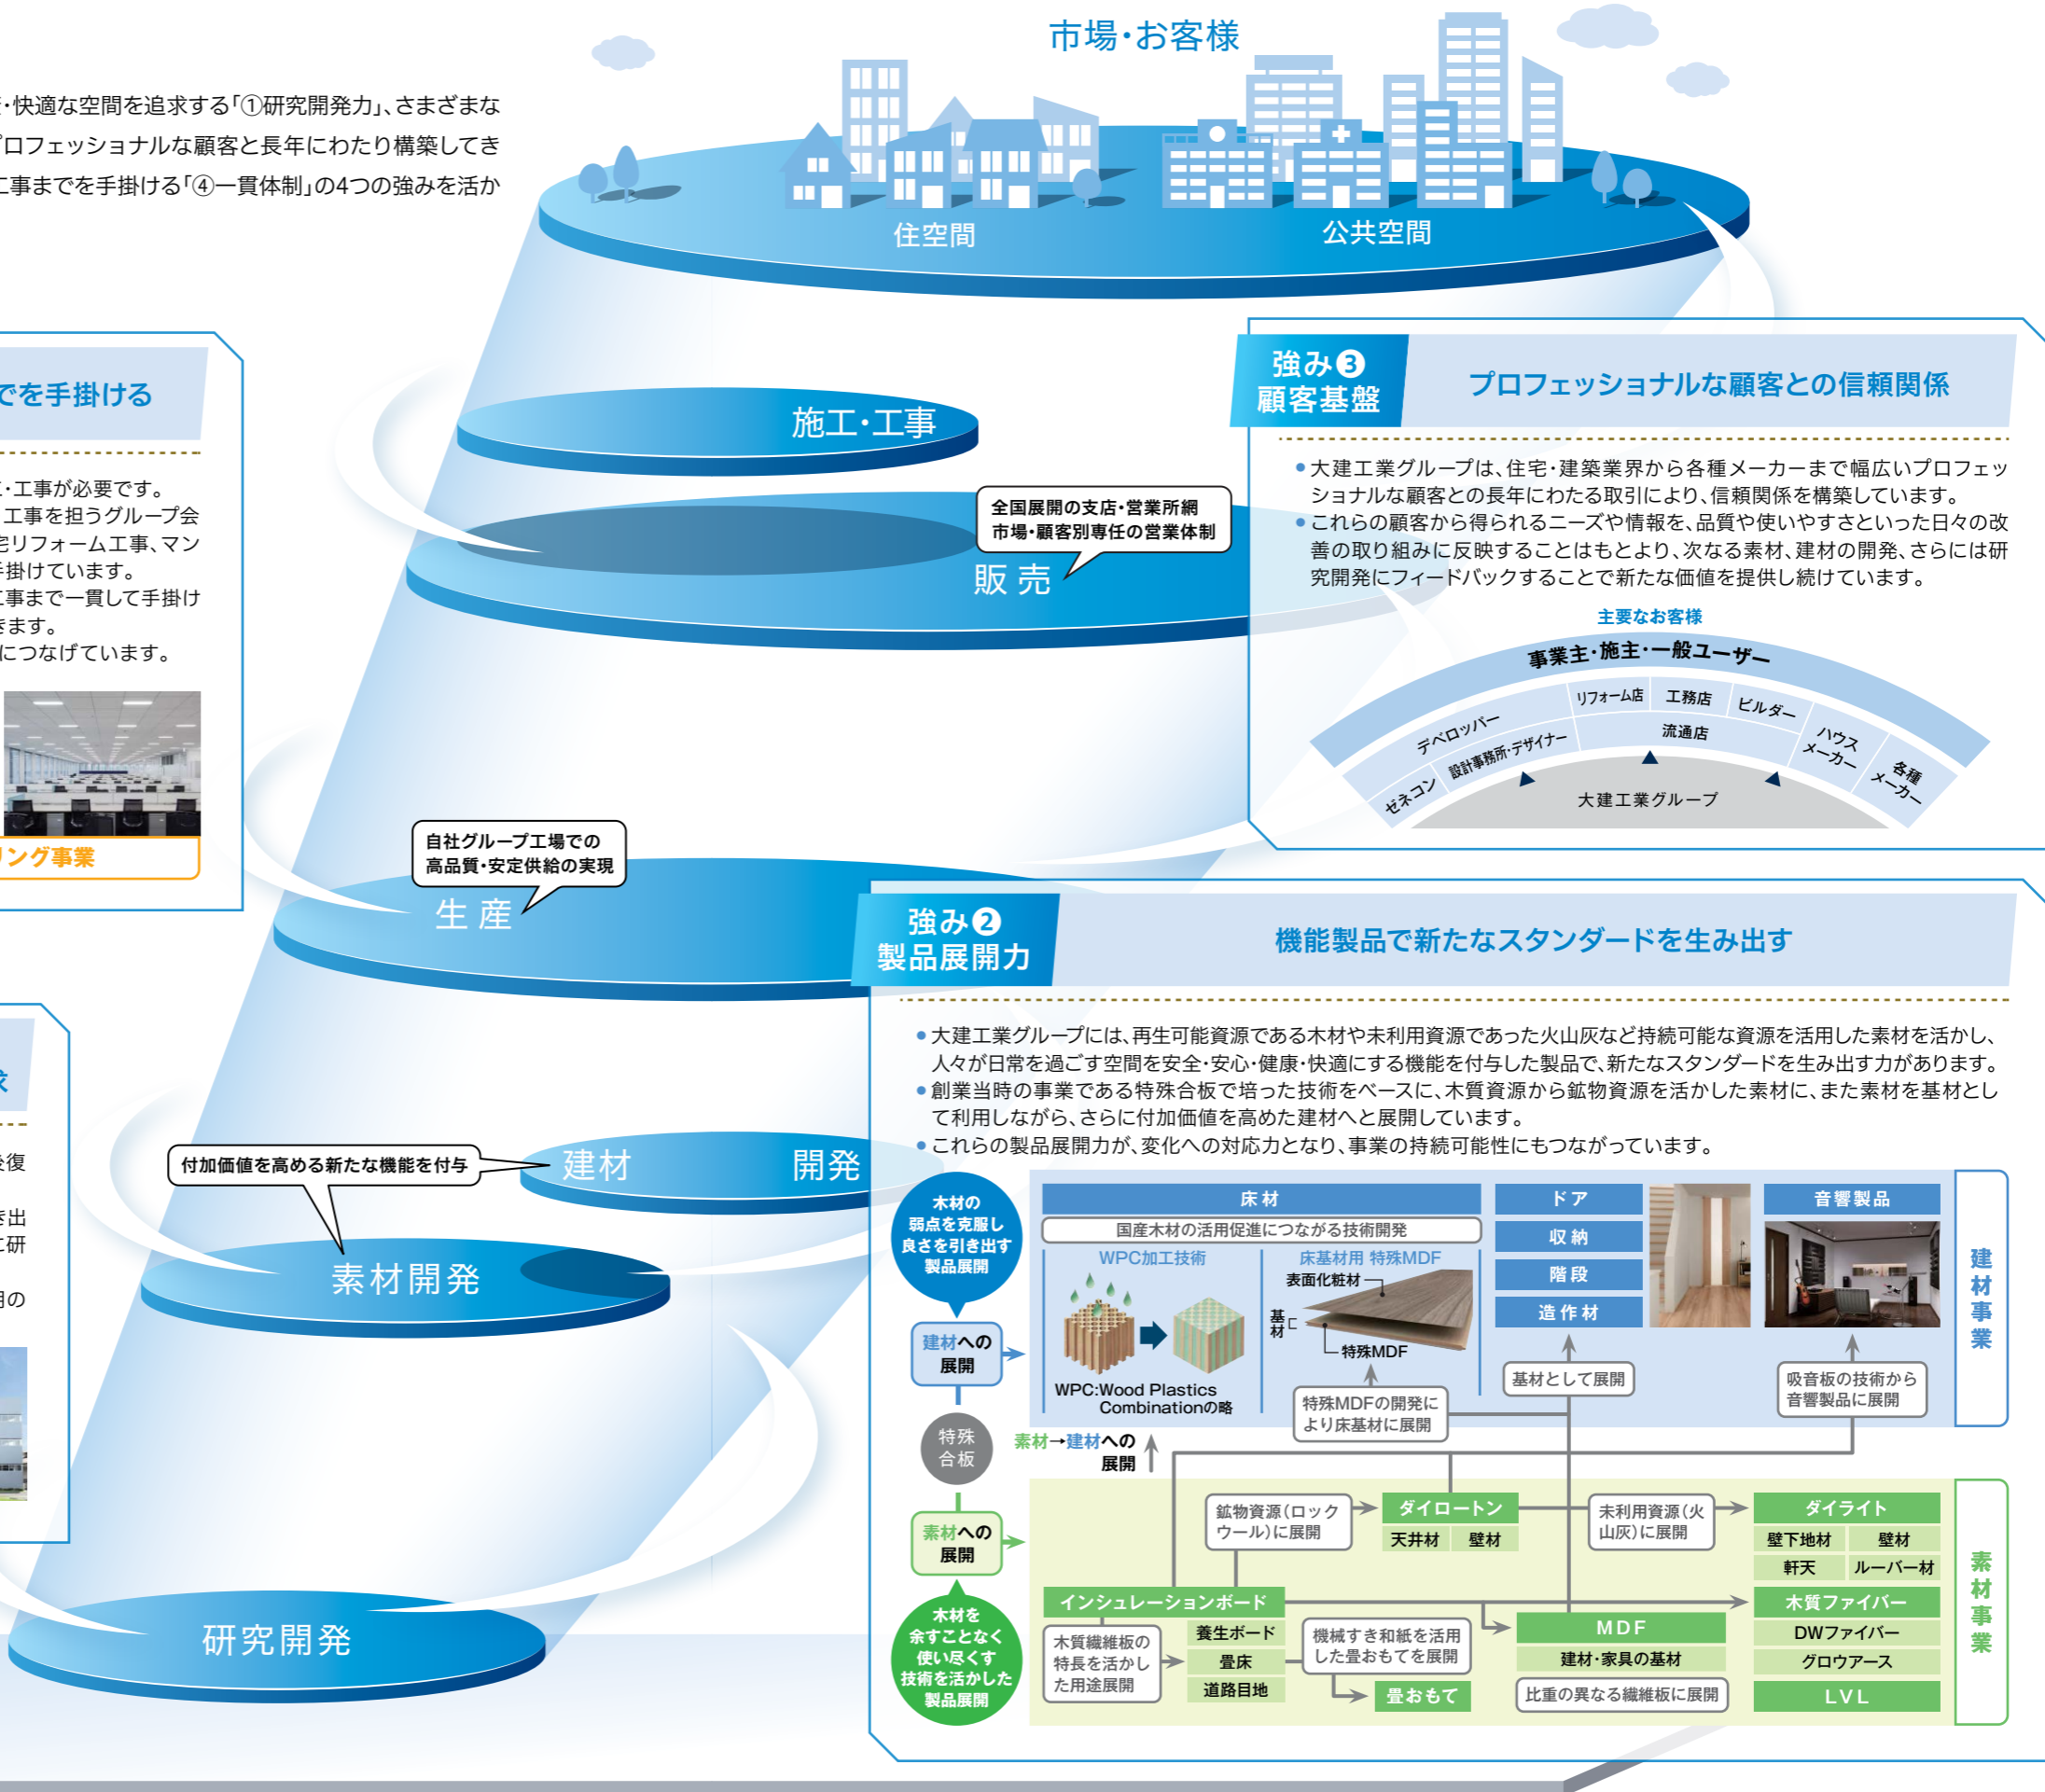 市場・お客様
・快適な空間を追求する「①研究開発力」、さまざまな
プロフェッショナルな顧客と長年にわたり構築してき
工事までを手掛ける「④一貫体制」の4つの強みを活か
住空間
公共空間
施工・工事
全国展開の支店・営業所網
市場・顧客別専任の営業体制
販売
自社グループ工場での
高品質・安定供給の実現
生産
付加価値を高める新たな機能を付与
建材 開発
素材開発
研究開発
でを手掛ける
・工事が必要です。
工事を担うグループ会
宅リフォーム工事、マン
手掛けています。
工事まで一貫して手掛け
きます。
につなげています。
リング事業
求
後復
き出
に研
用の
強み❸
顧客基盤
プロフェッショナルな顧客との信頼関係
●大建工業グループは、住宅・建築業界から各種メーカーまで幅広いプロフェッ
ショナルな顧客との長年にわたる取引により、信頼関係を構築しています。
●これらの顧客から得られるニーズや情報を、品質や使いやすさといった日々の改
善の取り組みに反映することはもとより、次なる素材、建材の開発、さらには研
究開発にフィードバックすることで新たな価値を提供し続けています。
主要なお客様
事業主・施主・一般ユーザー
デベロッパー
リフォーム店
工務店
ビルダー
ゼネコン
設計事務所・デザイナー
流通店
ハウス
メーカー
各種
メーカー
大建工業グループ
強み❷
製品展開力
機能製品で新たなスタンダードを生み出す
●大建工業グループには、再生可能資源である木材や未利用資源であった火山灰など持続可能な資源を活用した素材を活かし、
人々が日常を過ごす空間を安全・安心・健康・快適にする機能を付与した製品で、新たなスタンダードを生み出す力があります。
●創業当時の事業である特殊合板で培った技術をベースに、木質資源から鉱物資源を活かした素材に、また素材を基材とし
て利用しながら、さらに付加価値を高めた建材へと展開しています。
●これらの製品展開力が、変化への対応力となり、事業の持続可能性にもつながっています。
木材の
弱点を克服し
良さを引き出す
製品展開
建材への
展開
特殊
合板
素材への
展開
木材を
余すことなく
使い尽くす
技術を活かした
製品展開
床材
国産木材の活用促進につながる技術開発
WPC加工技術
WPC:Wood Plastics
Combinationの略
床基材用 特殊MDF
表面化粧材
基材
特殊MDF
特殊MDFの開発に
より床基材に展開
ドア
収納
階段
造作材
基材として展開
音響製品
吸音板の技術から
音響製品に展開
建材事業
素材→建材への
展開
鉱物資源（ロック
ウール）に展開
ダイロートン
天井材
壁材
未利用資源（火
山灰）に展開
ダイライト
壁下地材
壁材
軒天
ルーバー材
インシュレーションボード
木質繊維板の
特長を活かし
た用途展開
養生ボード
畳床
道路目地
機械すき和紙を活用
した畳おもてを展開
畳おもて
MDF
建材・家具の基材
比重の異なる繊維板に展開
木質ファイバー
DWファイバー
グロウアース
LVL
素材事業